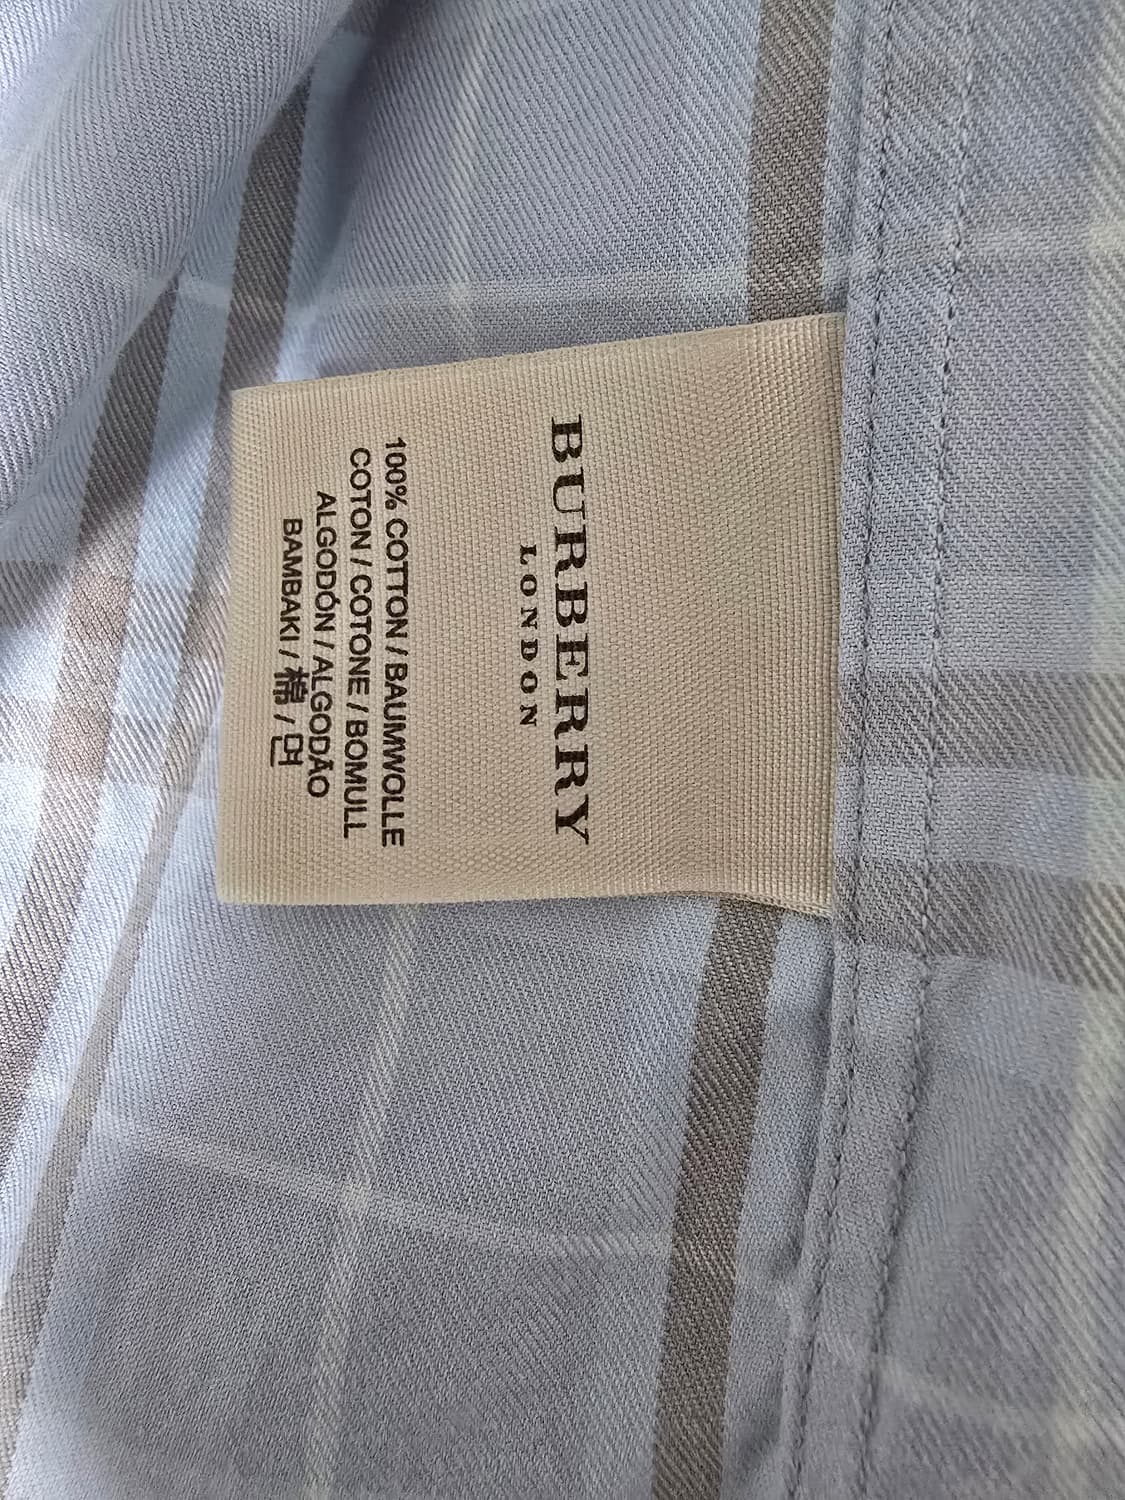 BURBERRY
LONDON
100% COTTON / BAUMWOLLE
COTON / COTONE / BOMULL
ALGODÓN / ALGODÃO
BAMBAKI / 棉 / 면